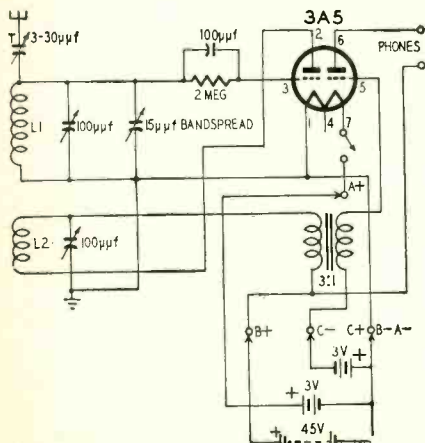 3A5
100μμf
2
6
3-30μμf
T
PHONES
3
5
2 MEG
1
4
7
L1
100μμf
15μμf BANDSPREAD
A+
L2
100μμf
3:1
B+
C-
C+
B-A-
+
3V
+
3V
+
45V